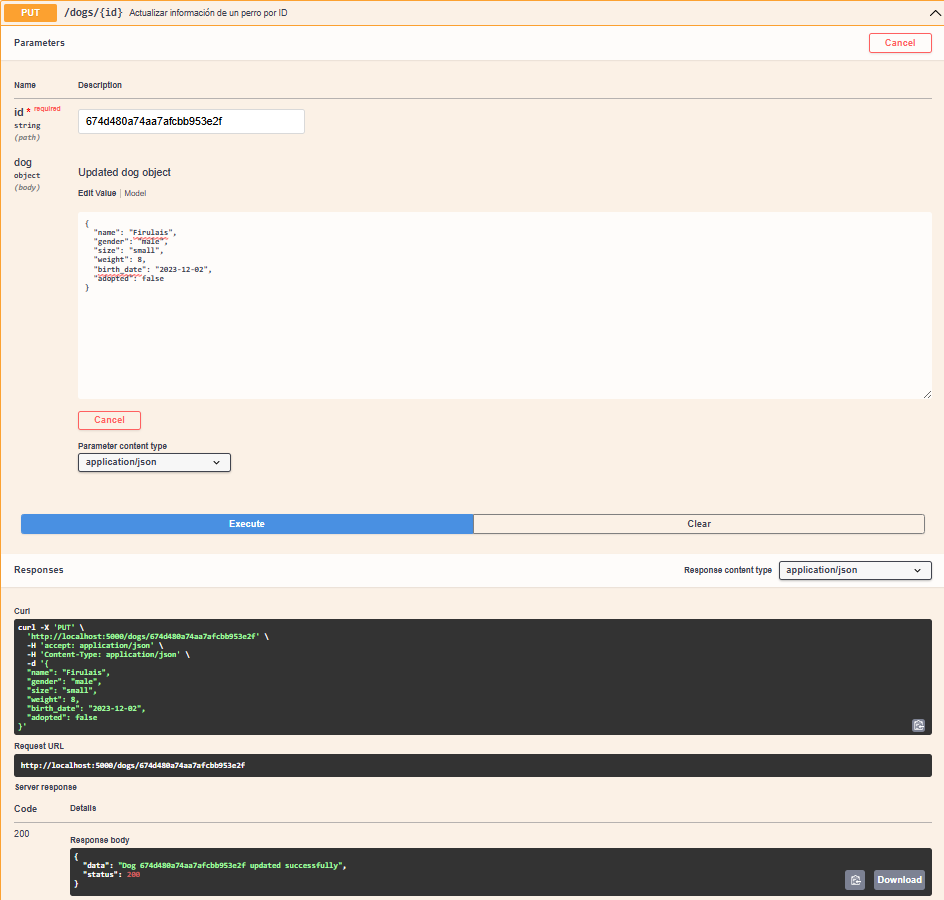 PUT /dogs/{id} Actualizar información de un perro por ID
Parameters
Cancel
Name Description
id * required
string
(path)
674d480a74aa7afcbb953e2f
dog
object
(body)
Updated dog object
Edit Value | Model
{
"name": "Firulais",
"gender": "male",
"size": "small",
"weight": 8,
"birth_date": "2023-12-02",
"adopted": false
}
Cancel
Parameter content type
application/json
Execute Clear
Responses
Response content type application/json
Curl
curl -X 'PUT' \
'http://localhost:5000/dogs/674d480a74aa7afcbb953e2f' \
-H 'accept: application/json' \
-H 'Content-Type: application/json' \
-d '{
"name": "Firulais",
"gender": "male",
"size": "small",
"weight": 8,
"birth_date": "2023-12-02",
"adopted": false
}'
Request URL
http://localhost:5000/dogs/674d480a74aa7afcbb953e2f
Server response
Code Details
200
Response body
{
"data": "Dog 674d480a74aa7afcbb953e2f updated successfully",
"status": 200
}
Download